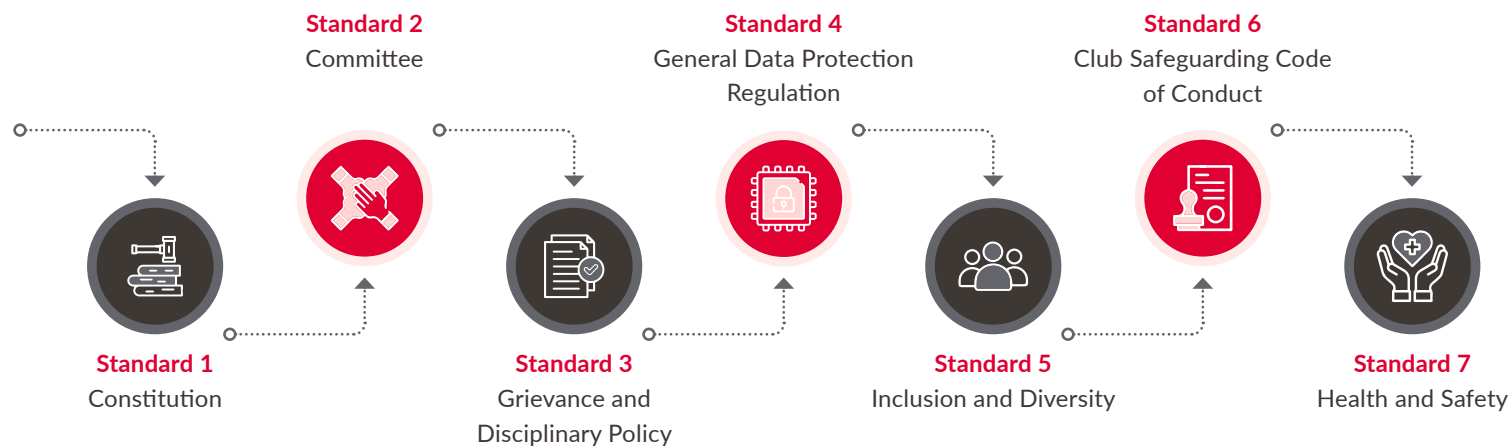 Standard 1
Constitution
Standard 2
Committee
Standard 3
Grievance and
Disciplinary Policy
Standard 4
General Data Protection
Regulation
Standard 5
Inclusion and Diversity
Standard 6
Club Safeguarding Code
of Conduct
Standard 7
Health and Safety